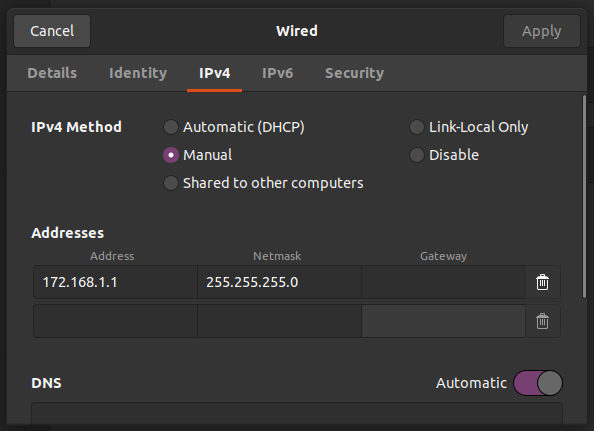 Cancel Wired Apply
Details Identity IPv4 IPv6 Security
IPv4 Method Automatic (DHCP) Link-Local Only
Manual Disable
Shared to other computers
Addresses
Address Netmask Gateway
172.168.1.1 255.255.255.0
DNS Automatic